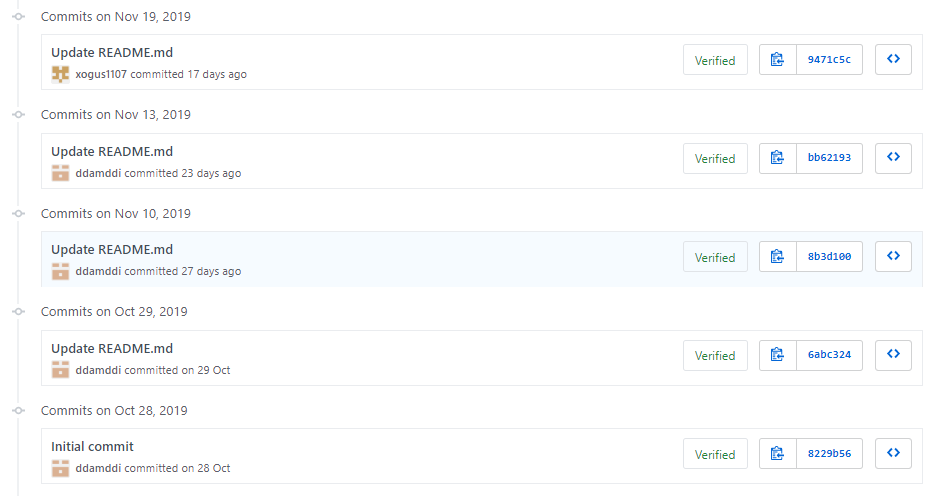 Commits on Nov 19, 2019
Update README.md
xogus1107 committed 17 days ago
Verified
9471c5c
Commits on Nov 13, 2019
Update README.md
ddamddi committed 23 days ago
Verified
bb62193
Commits on Nov 10, 2019
Update README.md
ddamddi committed 27 days ago
Verified
8b3d100
Commits on Oct 29, 2019
Update README.md
ddamddi committed on 29 Oct
Verified
6abc324
Commits on Oct 28, 2019
Initial commit
ddamddi committed on 28 Oct
Verified
8229b56